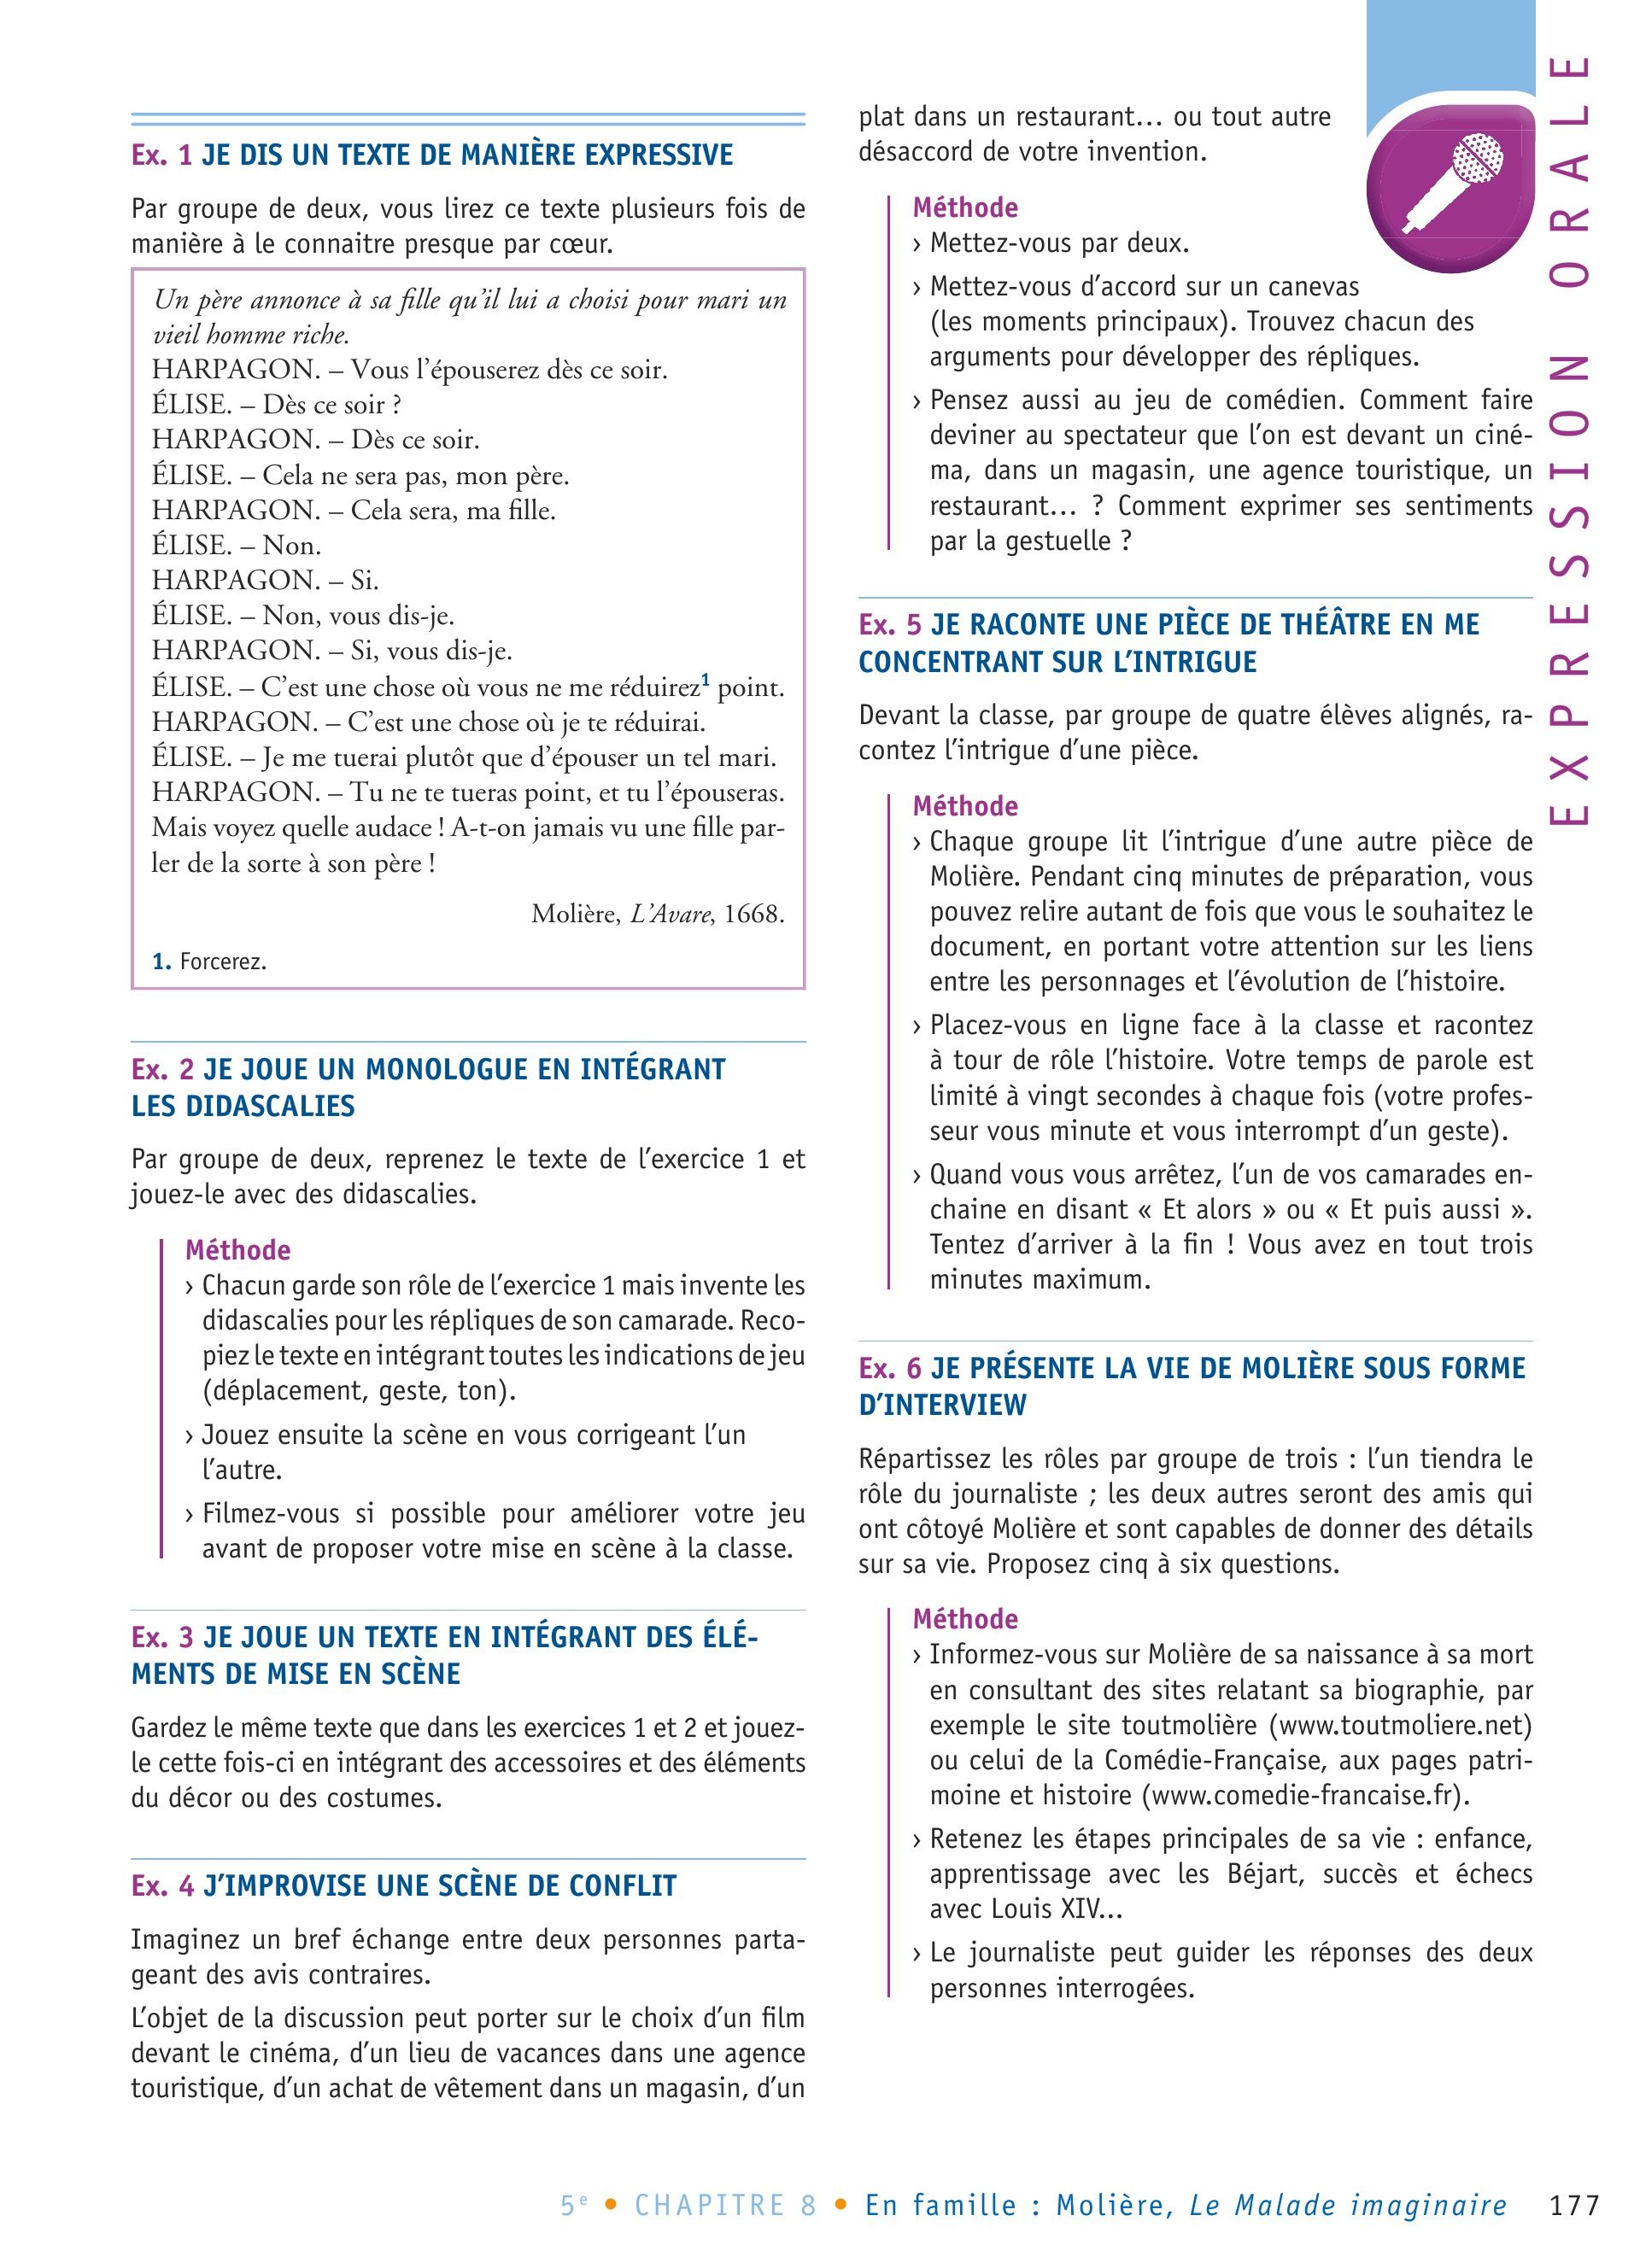 Ex. 1 JE DIS UN TEXTE DE MANIÈRE EXPRESSIVE
Par groupe de deux, vous lirez ce texte plusieurs fois de
manière à le connaitre presque par cœur.
Un père annonce à sa fille qu’il lui a choisi pour mari un
vieil homme riche.
HARPAGON. – Vous l’épouserez dès ce soir.
ÉLISE. – Dès ce soir ?
HARPAGON. – Dès ce soir.
ÉLISE. – Cela ne sera pas, mon père.
HARPAGON. – Cela sera, ma fille.
ÉLISE. – Non.
HARPAGON. – Si.
ÉLISE. – Non, vous dis-je.
HARPAGON. – Si, vous dis-je.
ÉLISE. – C’est une chose où vous ne me réduirez1 point.
HARPAGON. – C’est une chose où je te réduirai.
ÉLISE. – Je me tuerai plutôt que d’épouser un tel mari.
HARPAGON. – Tu ne te tueras point, et tu l’épouseras.
Mais voyez quelle audace ! A-t-on jamais vu une fille par-
ler de la sorte à son père !
Molière, L’Avare, 1668.
1. Forcerez.
Ex. 2 JE JOUE UN MONOLOGUE EN INTÉGRANT
LES DIDASCALIES
Par groupe de deux, reprenez le texte de l’exercice 1 et
jouez-le avec des didascalies.
Méthode
› Chacun garde son rôle de l’exercice 1 mais invente les
didascalies pour les répliques de son camarade. Reco-
piez le texte en intégrant toutes les indications de jeu
(déplacement, geste, ton).
› Jouez ensuite la scène en vous corrigeant l’un
l’autre.
› Filmez-vous si possible pour améliorer votre jeu
avant de proposer votre mise en scène à la classe.
Ex. 3 JE JOUE UN TEXTE EN INTÉGRANT DES ÉLÉ-
MENTS DE MISE EN SCÈNE
Gardez le même texte que dans les exercices 1 et 2 et jouez-
le cette fois-ci en intégrant des accessoires et des éléments
du décor ou des costumes.
Ex. 4 J’IMPROVISE UNE SCÈNE DE CONFLIT
Imaginez un bref échange entre deux personnes parta-
geant des avis contraires.
L’objet de la discussion peut porter sur le choix d’un film
devant le cinéma, d’un lieu de vacances dans une agence
touristique, d’un achat de vêtement dans un magasin, d’un
plat dans un restaurant… ou tout autre
désaccord de votre invention.
Méthode
› Mettez-vous par deux.
› Mettez-vous d’accord sur un canevas
(les moments principaux). Trouvez chacun des
arguments pour développer des répliques.
› Pensez aussi au jeu de comédien. Comment faire
deviner au spectateur que l’on est devant un ciné-
ma, dans un magasin, une agence touristique, un
restaurant… ? Comment exprimer ses sentiments
par la gestuelle ?
Ex. 5 JE RACONTE UNE PIÈCE DE THÉÂTRE EN ME
CONCENTRANT SUR L’INTRIGUE
Devant la classe, par groupe de quatre élèves alignés, ra-
contez l’intrigue d’une pièce.
Méthode
› Chaque groupe lit l’intrigue d’une autre pièce de
Molière. Pendant cinq minutes de préparation, vous
pouvez relire autant de fois que vous le souhaitez le
document, en portant votre attention sur les liens
entre les personnages et l’évolution de l’histoire.
› Placez-vous en ligne face à la classe et racontez
à tour de rôle l’histoire. Votre temps de parole est
limité à vingt secondes à chaque fois (votre profes-
seur vous minute et vous interrompt d’un geste).
› Quand vous vous arrêtez, l’un de vos camarades en-
chaine en disant « Et alors » ou « Et puis aussi ».
Tentez d’arriver à la fin ! Vous avez en tout trois
minutes maximum.
Ex. 6 JE PRÉSENTE LA VIE DE MOLIÈRE SOUS FORME
D’INTERVIEW
Répartissez les rôles par groupe de trois : l’un tiendra le
rôle du journaliste ; les deux autres seront des amis qui
ont côtoyé Molière et sont capables de donner des détails
sur sa vie. Proposez cinq à six questions.
Méthode
› Informez-vous sur Molière de sa naissance à sa mort
en consultant des sites relatant sa biographie, par
exemple le site toutmolière (www.toutmoliere.net)
ou celui de la Comédie-Française, aux pages patri-
moine et histoire (www.comedie-francaise.fr).
› Retenez les étapes principales de sa vie : enfance,
apprentissage avec les Béjart, succès et échecs
avec Louis XIV…
› Le journaliste peut guider les réponses des deux
personnes interrogées.
EXPRESSION ORALE
5e • CHAPITRE 8 • En famille : Molière, Le Malade imaginaire 177